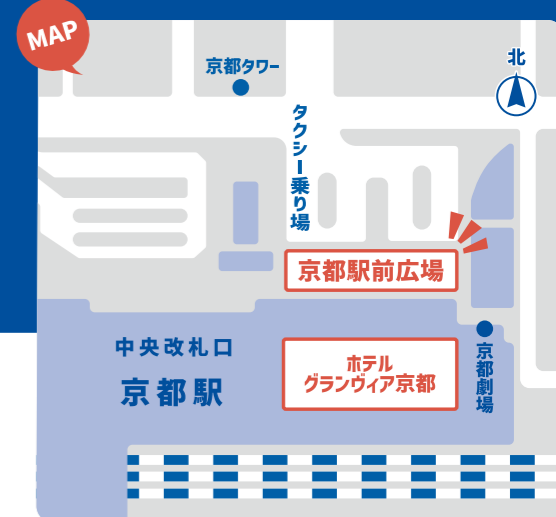 MAP
京都タワー
北
タクシー乗り場
京都駅前広場
中央改札口
京都駅
ホテル
グランヴィア京都
京都劇場